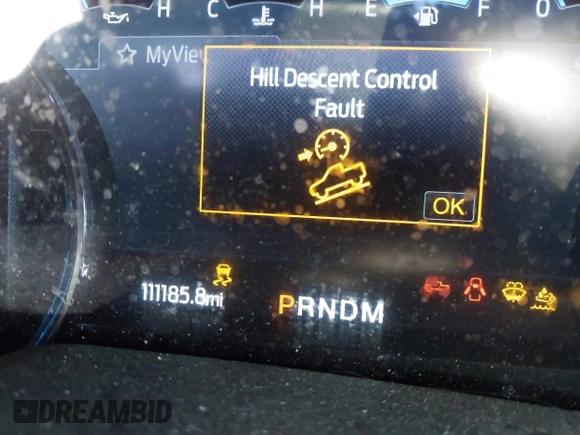 H C H E F O
MyView
Hill Descent Control
Fault
OK
111185.8mi
PRNDM
DREAMBID